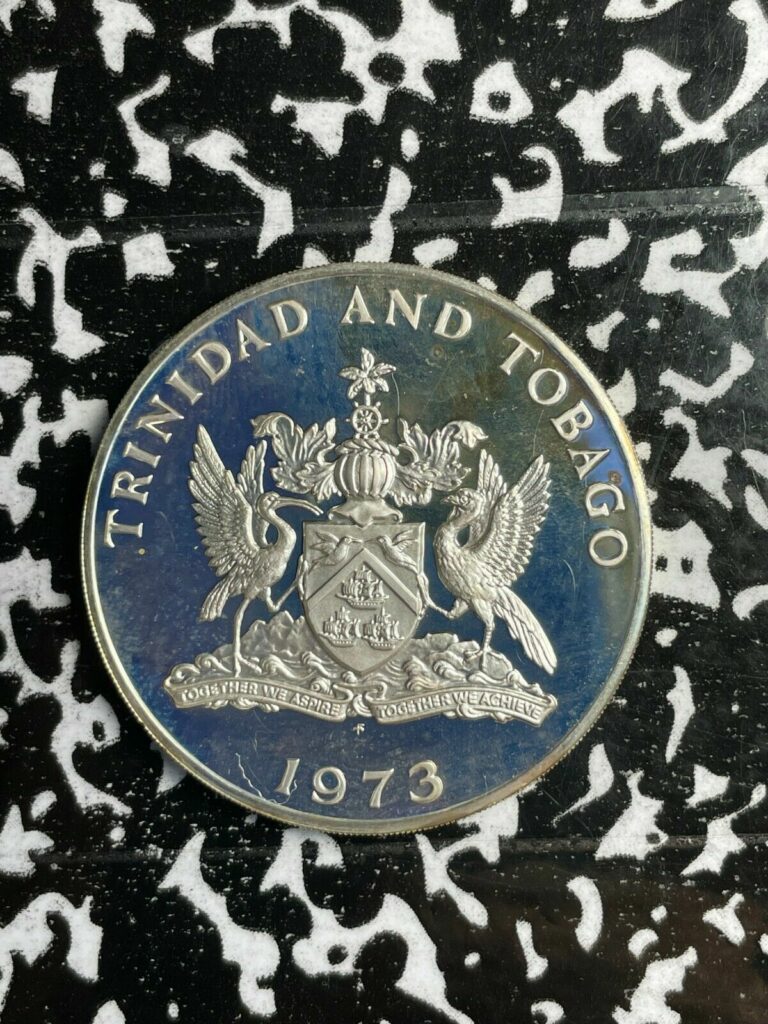 TRINIDAD AND TOBAGO
TOGETHER WE ASPIRE
TOGETHER WE ACHIEVE
1973